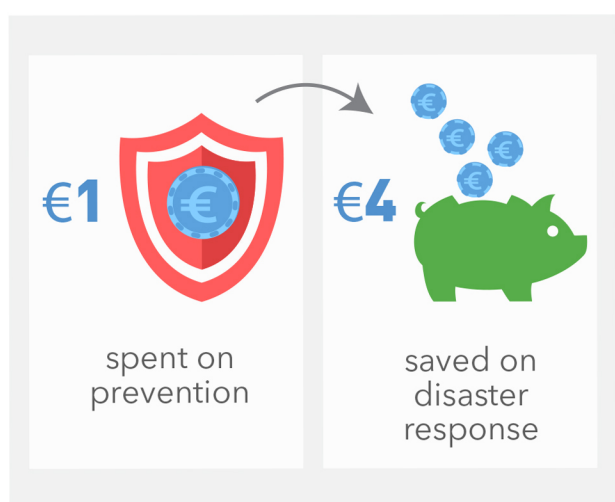 €1
€
spent on
prevention
€4
€
€
€
€
saved on
disaster
response